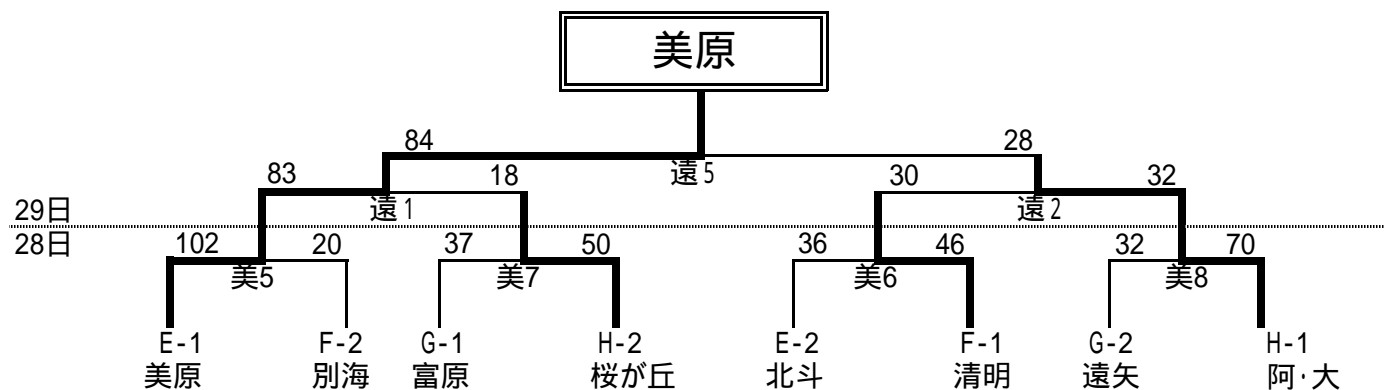 美原
84 28
遠5
83 18 30 32
29日 遠1 遠2
28日 102 20 37 50 36 46 32 70
美5 美7 美6 美8
E-1 F-2 G-1 H-2 E-2 F-1 G-2 H-1
美原 別海 富原 桜が丘 北斗 清明 遠矢 阿·大